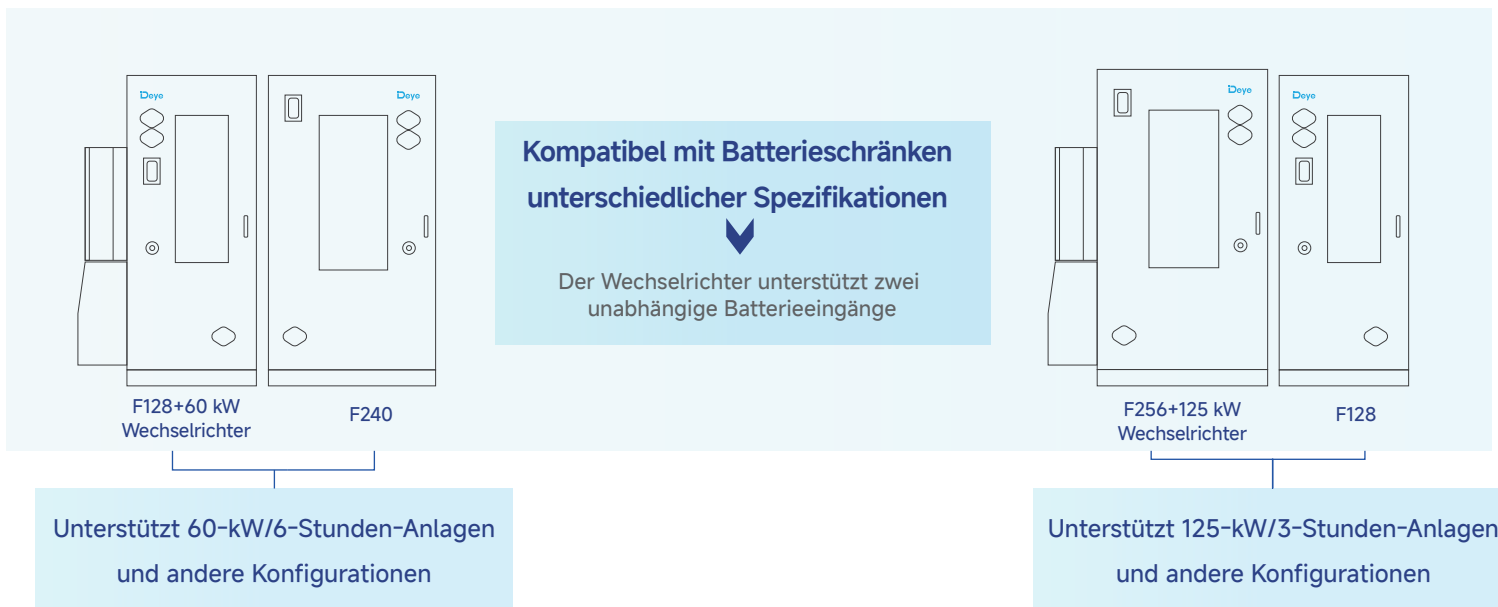 Deye
Deye
Deye
Deye
Kompatibel mit Batterieschränken
unterschiedlicher Spezifikationen
Der Wechselrichter unterstützt zwei
unabhängige Batterieeingänge
F128+60 kW
Wechselrichter
F240
F256+125 kW
Wechselrichter
F128
Unterstützt 60-kW/6-Stunden-Anlagen
und andere Konfigurationen
Unterstützt 125-kW/3-Stunden-Anlagen
und andere Konfigurationen